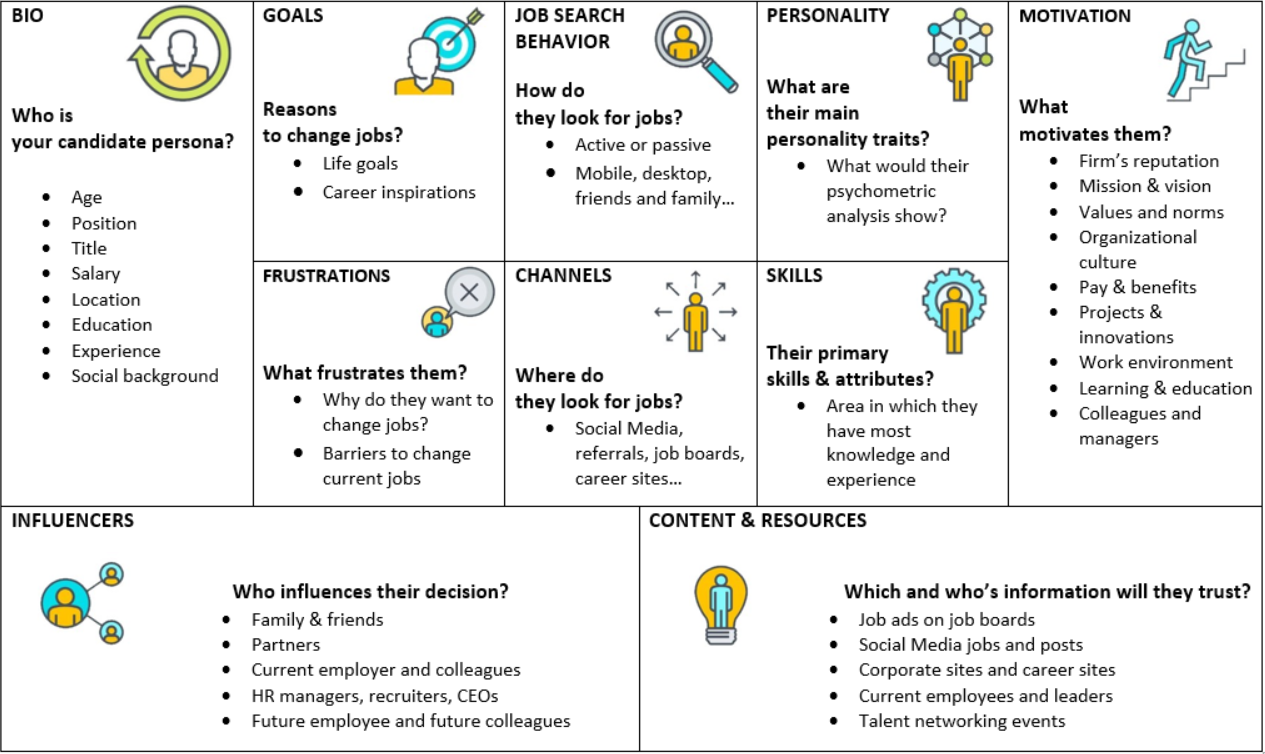 BIO
Who is
your candidate persona?
• Age
• Position
• Title
• Salary
• Location
• Education
• Experience
• Social background
GOALS
Reasons
to change jobs?
• Life goals
• Career inspirations
FRUSTRATIONS
What frustrates them?
• Why do they want to
change jobs?
• Barriers to change
current jobs
JOB SEARCH
BEHAVIOR
How do
they look for jobs?
• Active or passive
• Mobile, desktop,
friends and family…
CHANNELS
Where do
they look for jobs?
• Social Media,
referrals, job boards,
career sites…
PERSONALITY
What are
their main
personality traits?
• What would their
psychometric
analysis show?
SKILLS
Their primary
skills & attributes?
• Area in which they
have most
knowledge and
experience
MOTIVATION
What
motivates them?
• Firm’s reputation
• Mission & vision
• Values and norms
• Organizational
culture
• Pay & benefits
• Projects &
innovations
• Work environment
• Learning & education
• Colleagues and
managers
INFLUENCERS
Who influences their decision?
• Family & friends
• Partners
• Current employer and colleagues
• HR managers, recruiters, CEOs
• Future employee and future colleagues
CONTENT & RESOURCES
Which and who’s information will they trust?
• Job ads on job boards
• Social Media jobs and posts
• Corporate sites and career sites
• Current employees and leaders
• Talent networking events